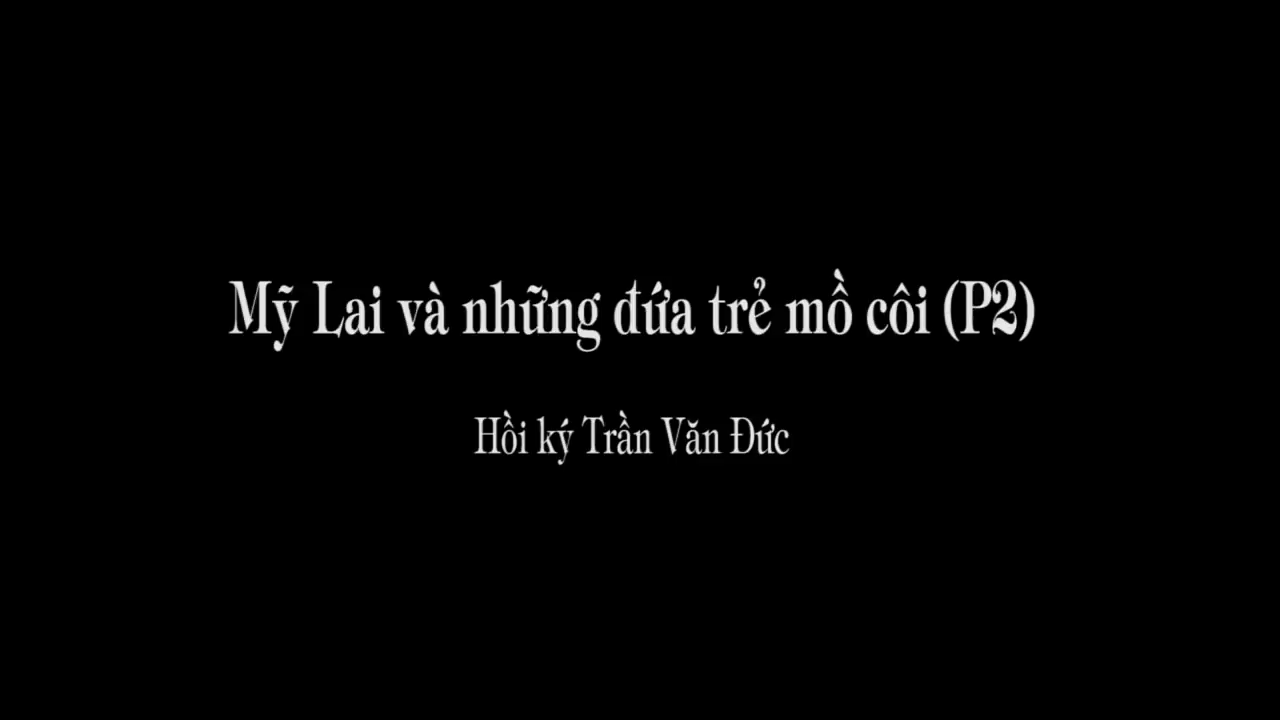 Mỹ Lai và những đứa trẻ mồ côi (P2)
Hồi ký Trần Văn Đức